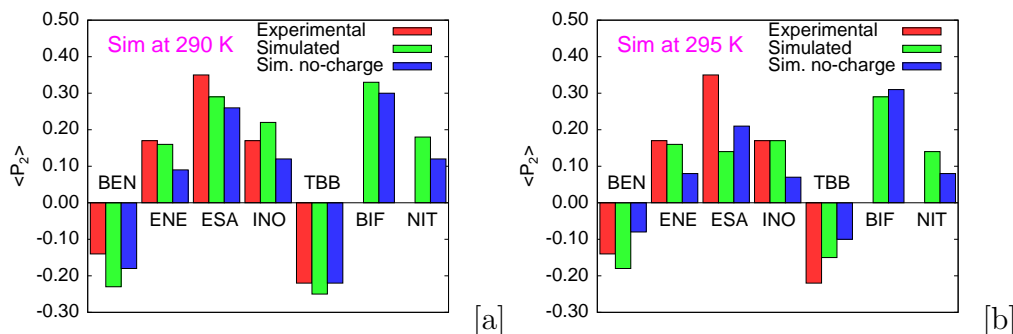 0.50
0.40
0.30
0.20
0.10
0.00
-0.10
-0.20
-0.30
<P2>
Sim at 290 K
Experimental
Simulated
Sim. no-charge
BEN
TBB
ENE ESA INO BIF NIT
[a]
0.50
0.40
0.30
0.20
0.10
0.00
-0.10
-0.20
-0.30
<P2>
Sim at 295 K
Experimental
Simulated
Sim. no-charge
BEN
TBB
ENE ESA INO BIF NIT
[b]